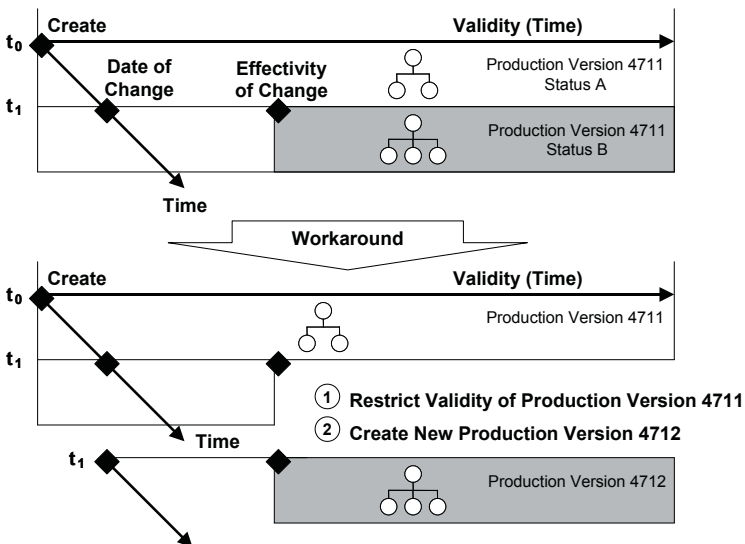 Create
Validity (Time)
t0
Date of
Change
Effectivity
of Change
Production Version 4711
Status A
t1
Production Version 4711
Status B
Time
Workaround
Create
Validity (Time)
t0
Production Version 4711
t1
1 Restrict Validity of Production Version 4711
2 Create New Production Version 4712
Time
t1
Production Version 4712